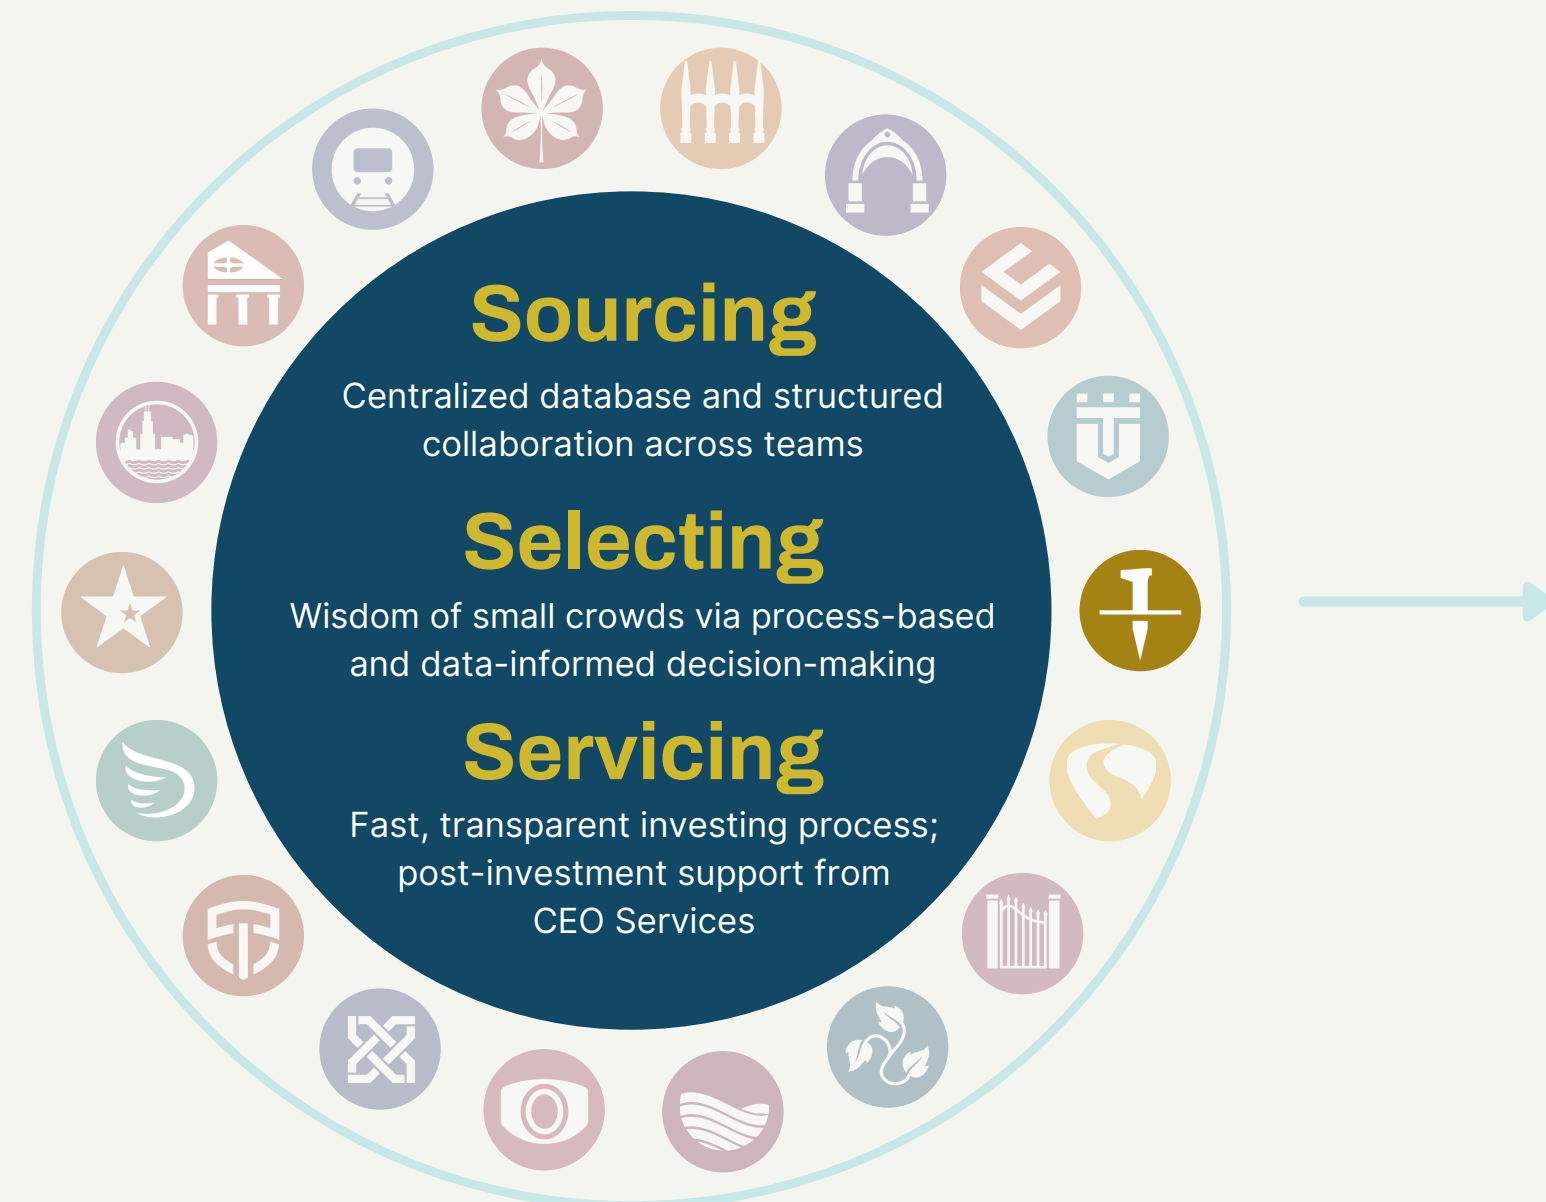 Sourcing
Centralized database and structured
collaboration across teams
Selecting
Wisdom of small crowds via process-based
and data-informed decision-making
Servicing
Fast, transparent investing process;
post-investment support from
CEO Services